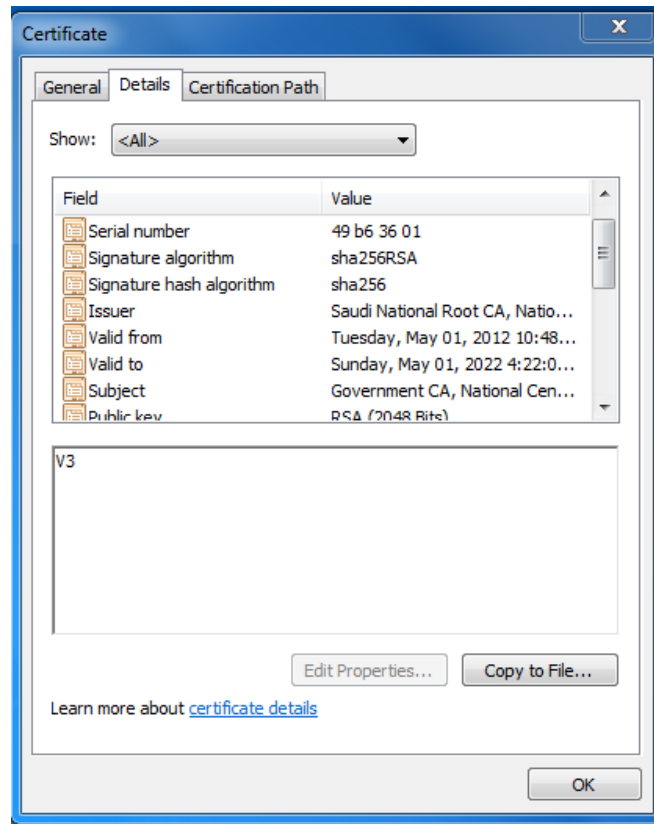 Certificate
X
General Details Certification Path
Show: <All>
Field Value
Serial number 49 b6 36 01
Signature algorithm sha256RSA
Signature hash algorithm sha256
Issuer Saudi National Root CA, Natio...
Valid from Tuesday, May 01, 2012 10:48...
Valid to Sunday, May 01, 2022 4:22:0...
Subject Government CA, National Cen...
Public key RSA (2048 Bits)
V3
Edit Properties... Copy to File...
Learn more about certificate details
OK